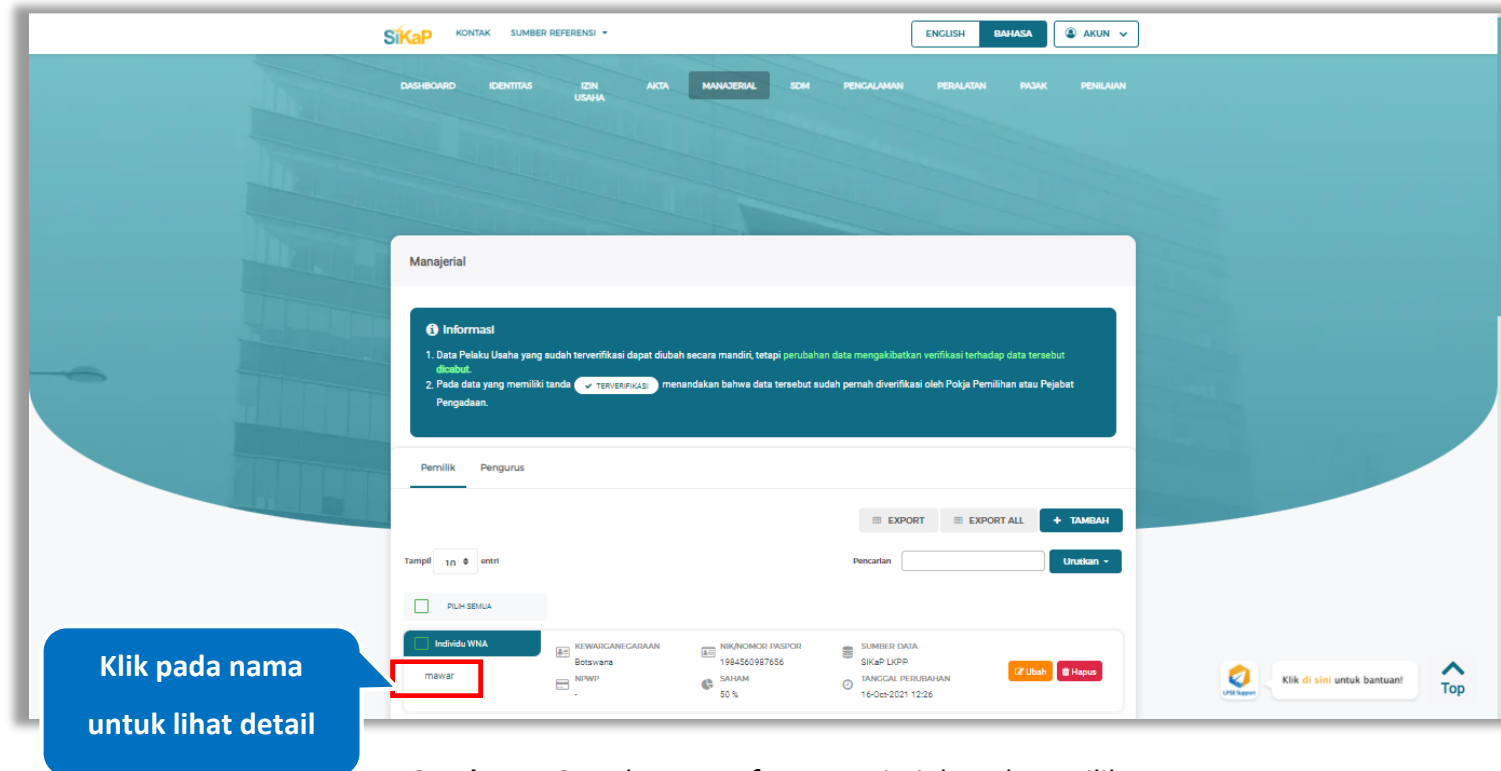 SiKaP
KONTAK
SUMBER REFERENSI
ENGLISH
BAHASA
AKUN
DASHBOARD
IDENTITAS
IZIN
USAHA
AKTA
MANAJERIAL
SDM
PENGALAMAN
PERALATAN
PAJAK
PENILAIAN
Manajerial
Informasi
1. Data Pelaku Usaha yang sudah terverifikasi dapat diubah secara mandiri, tetapi perubahan data mengakibatkan verifikasi terhadap data tersebut
dicabut.
2. Pada data yang memiliki tanda TERVERIFIKASI menandakan bahwa data tersebut sudah pernah diverifikasi oleh Pokja Pemilihan atau Pejabat
Pengadaan.
Pemilik
Pengurus
EXPORT
EXPORT ALL
+ TAMBAH
Tampil 10 entri
Pencarian
Urutkan
PILIH SEMUA
Individu WNA
mawar
KEWARGANEGARAAN
Botswana
NPWP
-
NIK/NOMOR PASPOR
1984560987656
SAHAM
50 %
SUMBER DATA
SIKaP LKPP
TANGGAL PERUBAHAN
16-Oct-2021 12:26
Ubah
Hapus
Klik pada nama
untuk lihat detail
LPSE Support
Klik di sini untuk bantuan!
Top